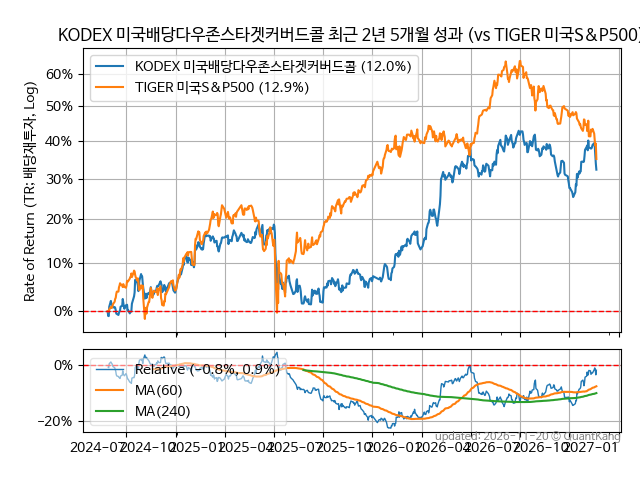 KODEX 미국배당다우존스타겟커버드콜 최근 2년 5개월 성과 (vs TIGER 미국S&P500)
KODEX 미국배당다우존스타겟커버드콜 (12.0%)
TIGER 미국S&P500 (12.9%)
Rate of Return (TR: 배당재투자, Log)
60%
50%
40%
30%
20%
10%
0%
Relative (−0.8%, 0.9%)
MA(60)
MA(240)
0%
−20%
2024-07
2024-10
2025-01
2025-04
2025-07
2025-10
2026-01
2026-04
2026-07
2026-10
2027-01
updated: 2026-11-20 © QuantKang